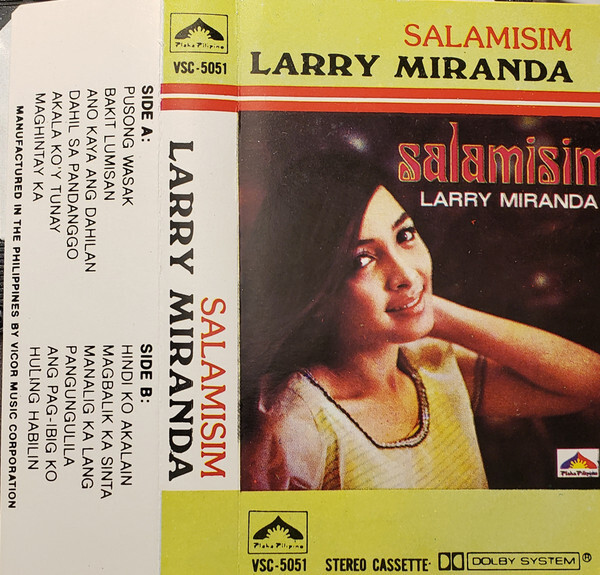 Plaka Pilipino
VSC-5051
SALAMISIM
LARRY MIRANDA
salamisim
LARRY MIRANDA
Plaka Pilipino
Plaka Pilipino
VSC-5051 STEREO CASSETTE DOLBY SYSTEM ®
SALAMISIM
LARRY MIRANDA
SIDE A:
PUSONG WASAK
BAKIT LUMISAN
ANO KAYA ANG DAHILAN
DAHIL SA PANDANGGO
AKALA KO'Y TUNAY
MAGHINTAY KA
SIDE B:
HINDI KO AKALAIN
MAGBALIK KA SINTA
MANALIG KA LANG
PANGUNGULILA
ANG PAG-IBIG KO
HULING HABILIN
MANUFACTURED IN THE PHILIPPINES BY VICOR MUSIC CORPORATION